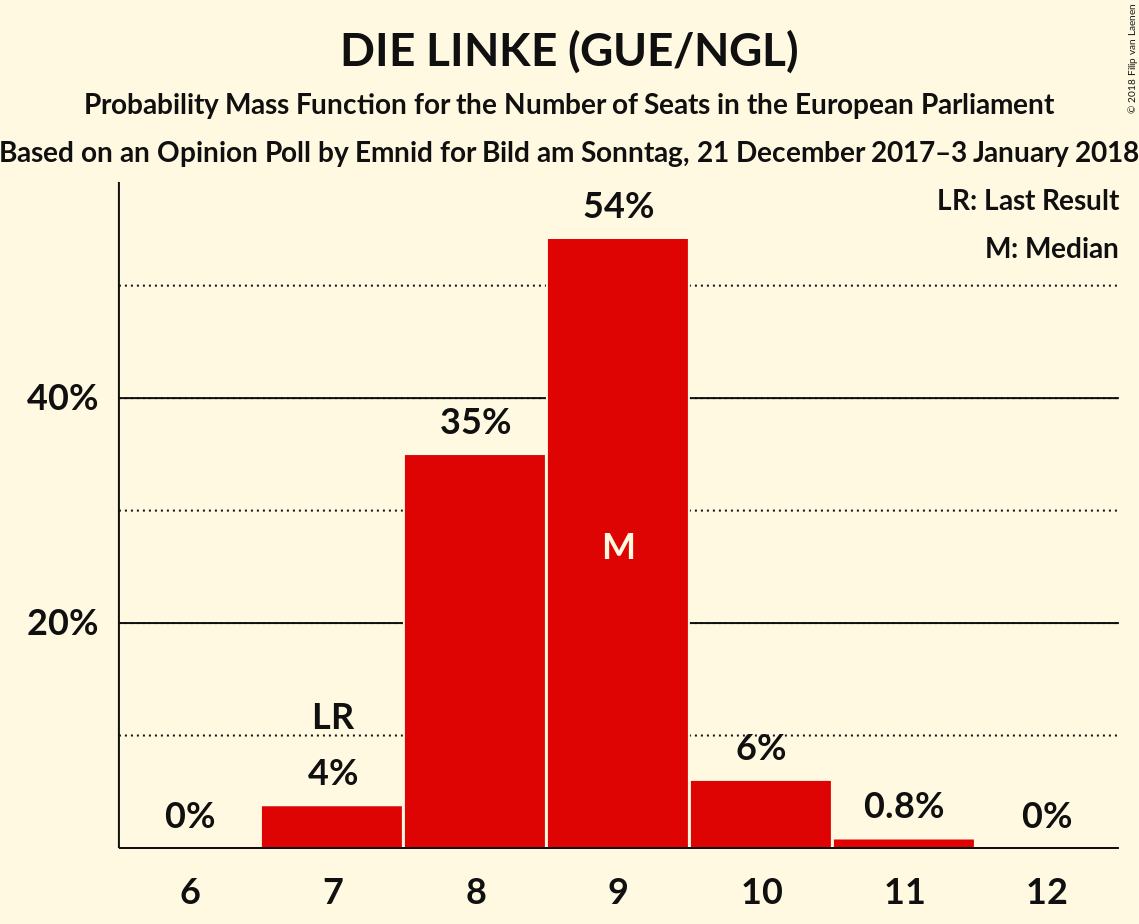 DIE LINKE (GUE/NGL)
Probability Mass Function for the Number of Seats in the European Parliament
Based on an Opinion Poll by Emnid for Bild am Sonntag, 21 December 2017–3 January 2018
© 2018 Filip van Laenen
LR: Last Result
M: Median
54%
40%
35%
M
20%
LR
6%
4%
0.8%
0%
0%
6 7 8 9 10 11 12